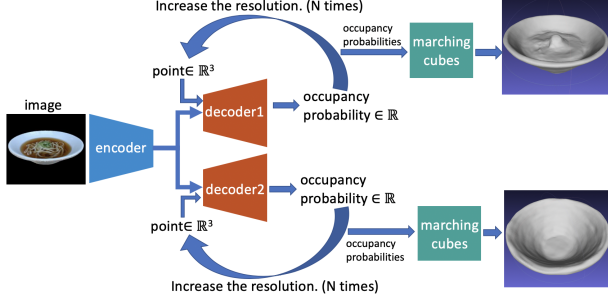 Increase the resolution. (N times)
occupancy
probabilities
marching
cubes
point∈ ℝ³
image
decoder1
occupancy
probability ∈ ℝ
encoder
decoder2
occupancy
probability ∈ ℝ
point∈ ℝ³
occupancy
probabilities
marching
cubes
Increase the resolution. (N times)